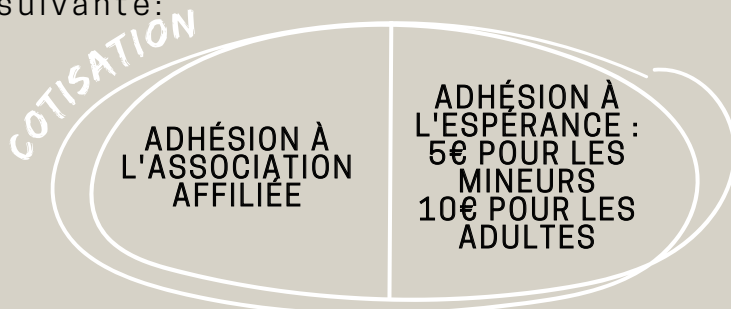 suivante:
COTISATION
ADHÉSION À
L'ASSOCIATION
AFFILIÉE
ADHÉSION À
L'ESPÉRANCE :
5€ POUR LES
MINEURS
10€ POUR LES
ADULTES